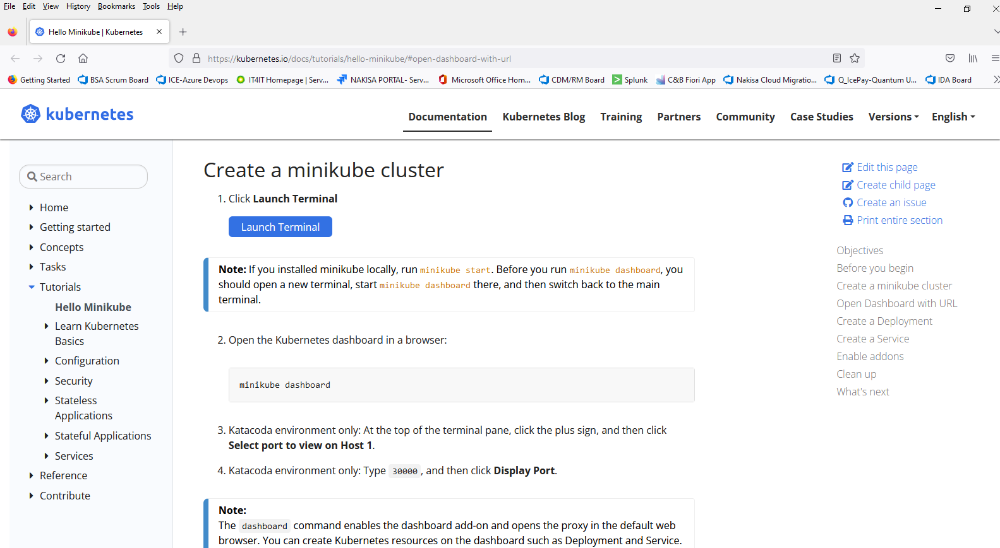 File Edit View History Bookmarks Tools Help
Hello Minikube | Kubernetes
https://kubernetes.io/docs/tutorials/hello-minikube/#open-dashboard-with-url
Getting Started BSA Scrum Board ICE-Azure Devops IT4IT Homepage | Serv... NAKISA PORTAL- Serv... Microsoft Office Hom... CDM/RM Board Splunk C&B Fiori App Nakisa Cloud Migratio... Q_IcePay-Quantum U... IDA Board
kubernetes
Documentation Kubernetes Blog Training Partners Community Case Studies Versions English
Search
Home
Getting started
Concepts
Tasks
Tutorials
Hello Minikube
Learn Kubernetes
Basics
Configuration
Security
Stateless
Applications
Stateful Applications
Services
Reference
Contribute
Create a minikube cluster
1. Click Launch Terminal
Launch Terminal
Note: If you installed minikube locally, run minikube start. Before you run minikube dashboard, you
should open a new terminal, start minikube dashboard there, and then switch back to the main
terminal.
2. Open the Kubernetes dashboard in a browser:
minikube dashboard
3. Katacoda environment only: At the top of the terminal pane, click the plus sign, and then click
Select port to view on Host 1.
4. Katacoda environment only: Type 30000, and then click Display Port.
Note:
The dashboard command enables the dashboard add-on and opens the proxy in the default web
browser. You can create Kubernetes resources on the dashboard such as Deployment and Service.
Edit this page
Create child page
Create an issue
Print entire section
Objectives
Before you begin
Create a minikube cluster
Open Dashboard with URL
Create a Deployment
Create a Service
Enable addons
Clean up
What's next